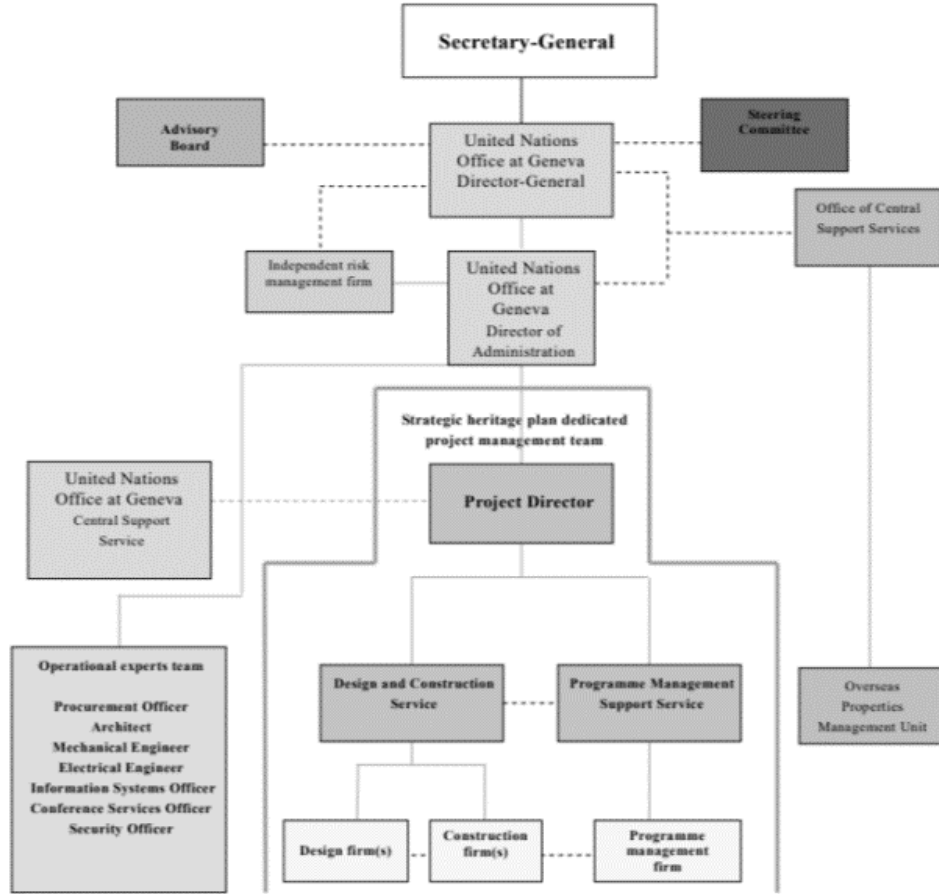 Secretary-General
Advisory
Board
United Nations
Office at Geneva
Director-General
Steering
Committee
Office of Central
Support Services
Independent risk
management firm
United Nations
Office at
Geneva
Director of
Administration
Strategic heritage plan dedicated
project management team
United Nations
Office at Geneva
Central Support
Service
Project Director
Operational experts team
Procurement Officer
Architect
Mechanical Engineer
Electrical Engineer
Information Systems Officer
Conference Services Officer
Security Officer
Design and Construction
Service
Programme Management
Support Service
Overseas
Properties
Management Unit
Design firm(s)
Construction
firm(s)
Programme
management
firm